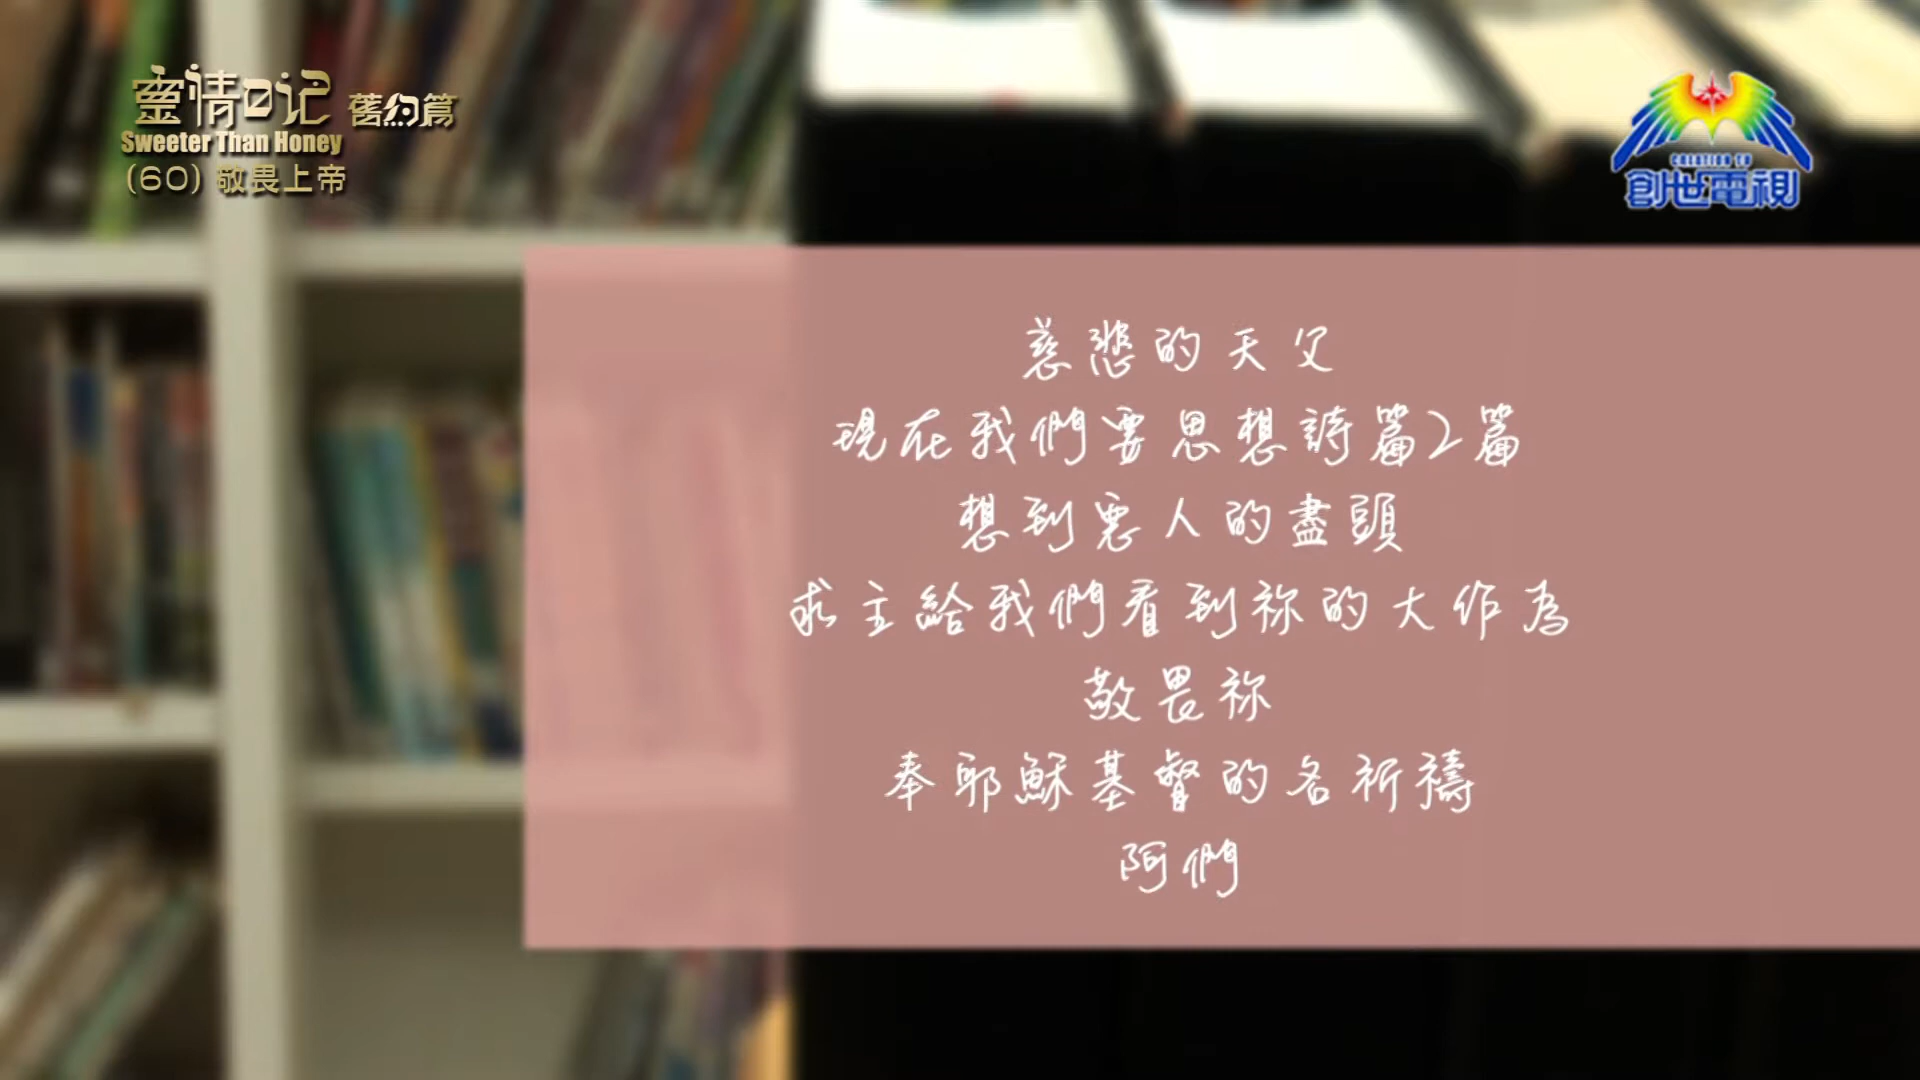 靈情日记 舊約篇
Sweeter Than Honey
(60) 敬畏上帝
CREATION TV
創世電視
慈悲的天父
現在我們要思想詩篇2篇
想到惡人的盡頭
求主給我們看到祢的大作為
敬畏祢
奉耶穌基督的名祈禱
阿們